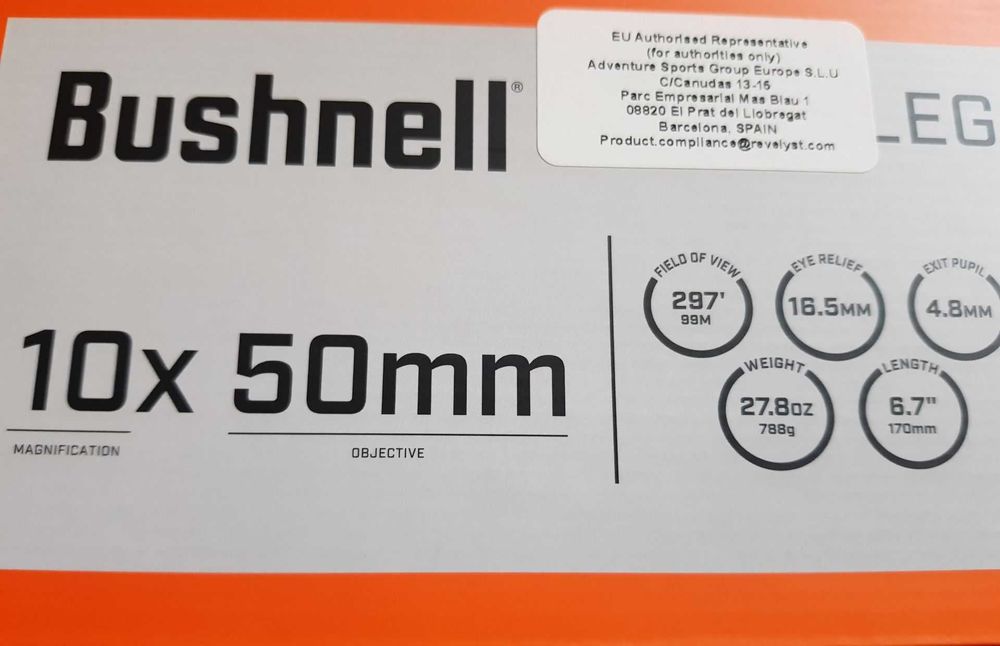 Bushnell®
EU Authorised Representative
(for authorities only)
Adventure Sports Group Europe S.L.U
C/Canudas 13-15
Parc Empresarial Mas Blau 1
08820 El Prat del Llobregat
Barcelona, SPAIN
Product.compliance@revelyst.com
LEG
10x 50mm
MAGNIFICATION
OBJECTIVE
FIELD OF VIEW
297'
99M
EYE RELIEF
16.5MM
EXIT PUPIL
4.8MM
WEIGHT
27.8OZ
788g
LENGTH
6.7"
170mm